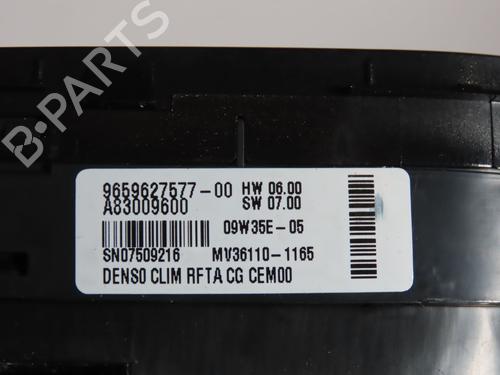 9659627577-00 HW 06.00
A83009600 SW 07.00
09W35E-05
SN07509216 MV36110-1165
DENSO CLIM RFTA CG CEM00
B-PARTS